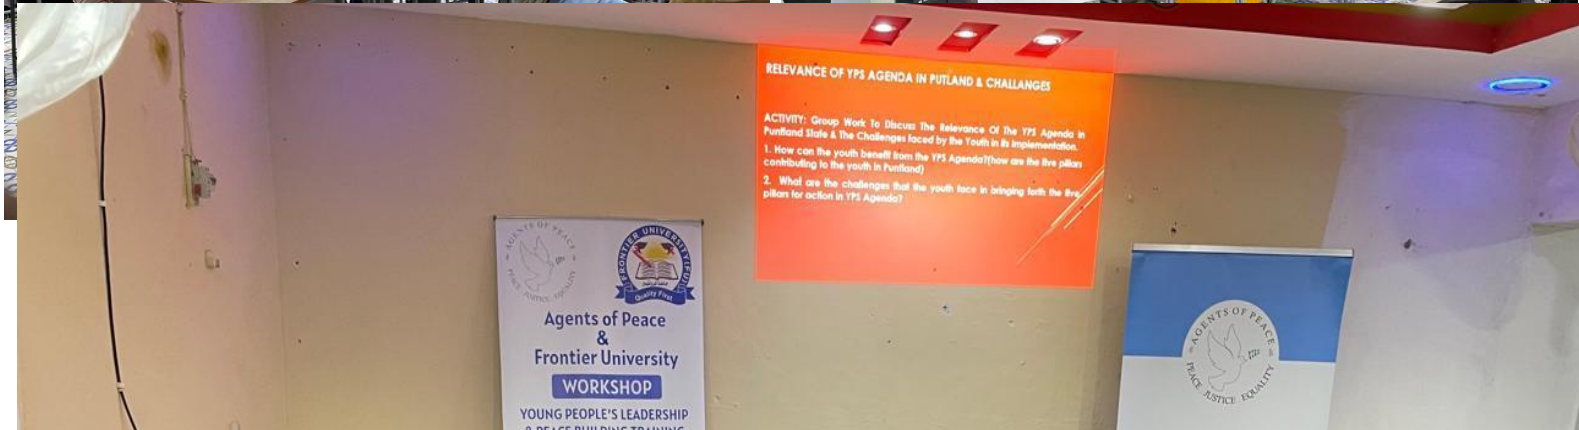 RELEVANCE OF YPS AGENDA IN PUTLAND & CHALLANGES
ACTIVITY: Group Work To Discuss The Relevance Of The YPS Agenda in
Puntland State & The Challenges faced by the Youth in its implementation.
1. How can the youth benefit from the YPS Agenda?(how are the five pillars
contributing to the youth in Puntland)
2. What are the challenges that the youth face in bringing forth the five
pillars for action in YPS Agenda?
AGENTS OF PEACE
PEACE JUSTICE EQUALITY
FRONTIER UNIVERSITY (FU)
Quality First
Agents of Peace
&
Frontier University
WORKSHOP
YOUNG PEOPLE'S LEADERSHIP
& PEACE BUILDING TRAINING
AGENTS OF PEACE
PEACE JUSTICE EQUALITY